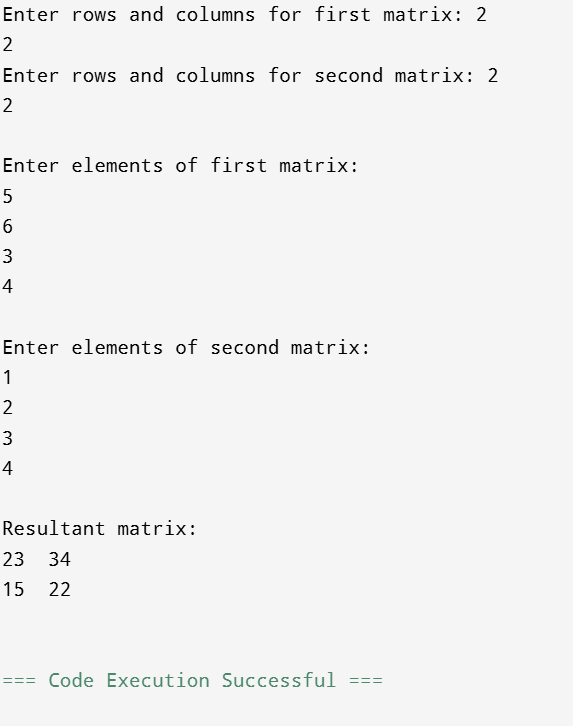 Enter rows and columns for first matrix: 2
2
Enter rows and columns for second matrix: 2
2
Enter elements of first matrix:
5
6
3
4
Enter elements of second matrix:
1
2
3
4
Resultant matrix:
23  34
15  22
=== Code Execution Successful ===